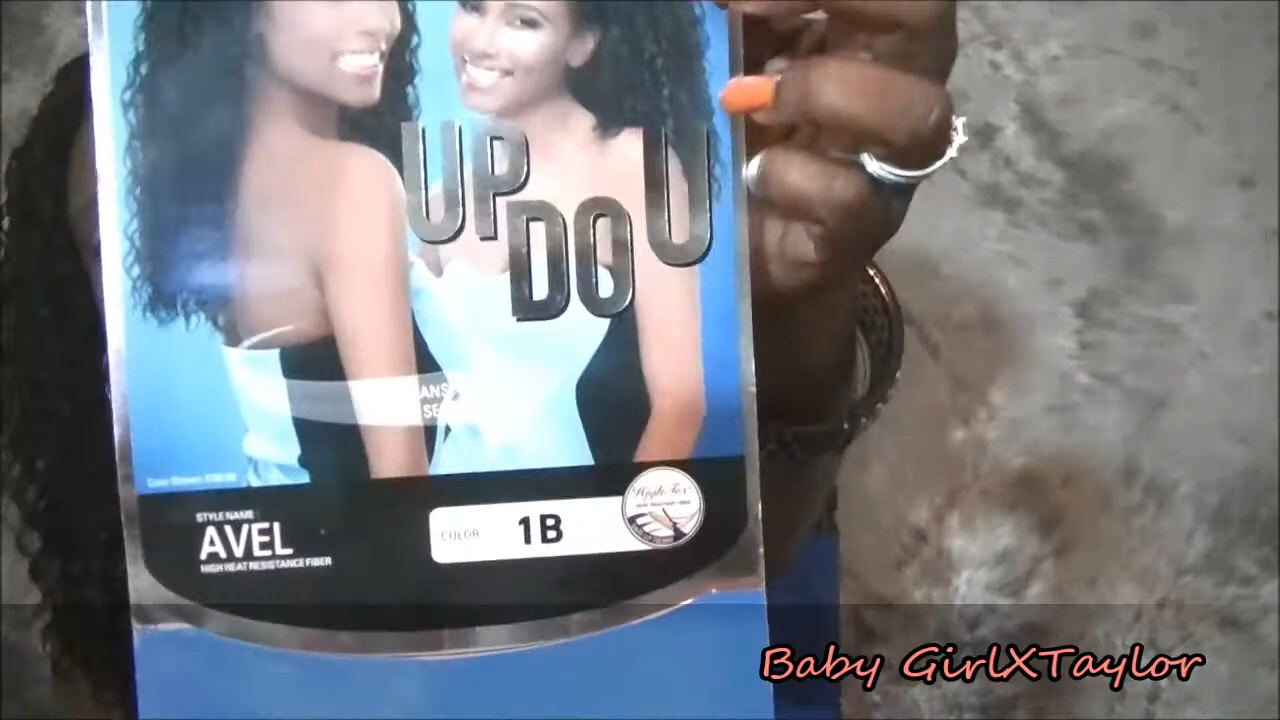 UP
DO
U
STYLE NAME
AVEL
HIGH HEAT RESISTANCE FIBER
COLOR 1B
Baby GirlXTaylor